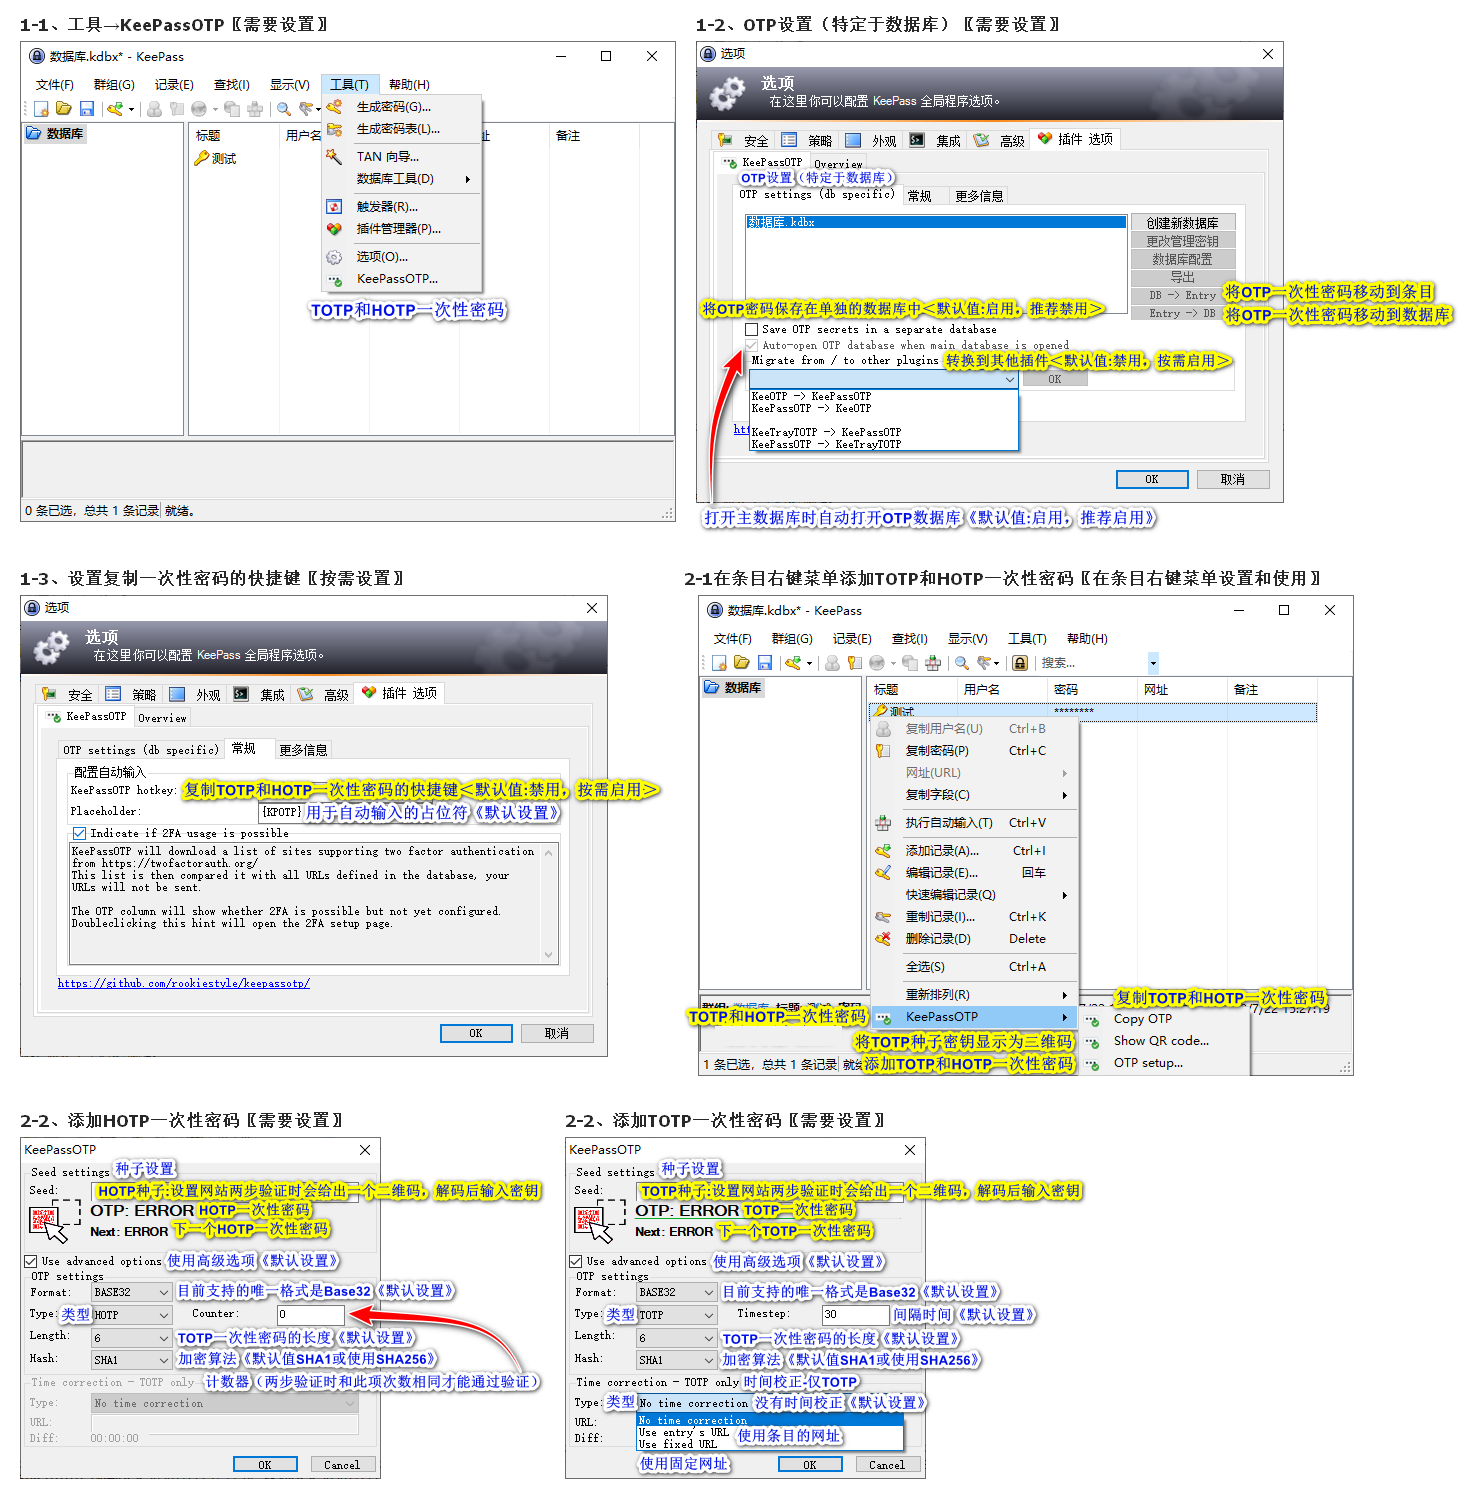 1-1、工具→KeePassOTP〖需要设置〗
数据库.kdbx* - KeePass
文件(F) 群组(G) 记录(E) 查找(I) 显示(V) 工具(T) 帮助(H)
数据库
标题 用户名 址 备注
测试
生成密码(G)...
生成密码表(L)...
TAN 向导...
数据库工具(D)
触发器(R)...
插件管理器(P)...
选项(O)...
KeePassOTP...
TOTP和HOTP一次性密码
0 条已选，总共 1 条记录 就绪。
1-2、OTP设置（特定于数据库）〖需要设置〗
选项
选项
在这里你可以配置 KeePass 全局程序选项。
安全 策略 外观 集成 高级 插件 选项
KeePassOTP Overview
OTP设置（特定于数据库）
OTP settings (db specific) 常规 更多信息
数据库.kdbx
创建新数据库
更改管理密钥
数据库配置
导出
DB -> Entry 将OTP一次性密码移动到条目
Entry -> DB 将OTP一次性密码移动到数据库
将OTP密码保存在单独的数据库中＜默认值:启用，推荐禁用＞
Save OTP secrets in a separate database
Auto-open OTP database when main database is opened
Migrate from / to other plugins 转换到其他插件＜默认值:禁用，按需启用＞
OK
KeeOTP -> KeePassOTP
KeePassOTP -> KeeOTP
KeeTrayTOTP -> KeePassOTP
KeePassOTP -> KeeTrayTOTP
htt
OK 取消
打开主数据库时自动打开OTP数据库《默认值:启用，推荐启用》
1-3、设置复制一次性密码的快捷键〖按需设置〗
选项
选项
在这里你可以配置 KeePass 全局程序选项。
安全 策略 外观 集成 高级 插件 选项
KeePassOTP Overview
OTP settings (db specific) 常规 更多信息
配置自动输入
KeePassOTP hotkey: 复制TOTP和HOTP一次性密码的快捷键＜默认值:禁用，按需启用＞
Placeholder: {KPOTP} 用于自动输入的占位符《默认设置》
Indicate if 2FA usage is possible
KeePassOTP will download a list of sites supporting two factor authentication
from https://twofactorauth.org/
This list is then compared it with all URLs defined in the database, your
URLs will not be sent.
The OTP column will show whether 2FA is possible but not yet configured.
Doubleclicking this hint will open the 2FA setup page.
https://github.com/rookiestyle/keepassotp/
OK 取消
2-1在条目右键菜单添加TOTP和HOTP一次性密码〖在条目右键菜单设置和使用〗
数据库.kdbx* - KeePass
文件(F) 群组(G) 记录(E) 查找(I) 显示(V) 工具(T) 帮助(H)
搜索...
数据库
标题 用户名 密码 网址 备注
测试 ********
复制用户名(U) Ctrl+B
复制密码(P) Ctrl+C
网址(URL)
复制字段(C)
执行自动输入(T) Ctrl+V
添加记录(A)... Ctrl+I
编辑记录(E)... 回车
快速编辑记录(Q)
重制记录(I)... Ctrl+K
删除记录(D) Delete
全选(S) Ctrl+A
重新排列(R)
KeePassOTP
群组: 数据库, 标题: 测试, 密码
7/22 15:27:19
TOTP和HOTP一次性密码
复制TOTP和HOTP一次性密码
Copy OTP
将TOTP种子密钥显示为三维码 Show QR code...
添加TOTP和HOTP一次性密码 OTP setup...
1 条已选，总共 1 条记录 就绪
2-2、添加HOTP一次性密码〖需要设置〗
KeePassOTP
Seed settings 种子设置
Seed: HOTP种子:设置网站两步验证时会给出一个二维码，解码后输入密钥
OTP: ERROR HOTP一次性密码
Next: ERROR 下一个HOTP一次性密码
Use advanced options 使用高级选项《默认设置》
OTP settings
Format: BASE32 目前支持的唯一格式是Base32《默认设置》
Type: 类型 HOTP Counter: 0
Length: 6 TOTP一次性密码的长度《默认设置》
Hash: SHA1 加密算法《默认值SHA1或使用SHA256》
Time correction - TOTP only 计数器（两步验证时和此项次数相同才能通过验证）
Type: No time correction
URL:
Diff: 00:00:00
OK Cancel
2-2、添加TOTP一次性密码〖需要设置〗
KeePassOTP
Seed settings 种子设置
Seed: TOTP种子:设置网站两步验证时会给出一个二维码，解码后输入密钥
OTP: ERROR TOTP一次性密码
Next: ERROR 下一个TOTP一次性密码
Use advanced options 使用高级选项《默认设置》
OTP settings
Format: BASE32 目前支持的唯一格式是Base32《默认设置》
Type: 类型 TOTP Timestep: 30 间隔时间《默认设置》
Length: 6 TOTP一次性密码的长度《默认设置》
Hash: SHA1 加密算法《默认值SHA1或使用SHA256》
Time correction - TOTP only 时间校正-仅TOTP
Type: 类型 No time correction 没有时间校正《默认设置》
URL: No time correction
Use entry's URL 使用条目的网址
Diff: Use fixed URL
使用固定网址
OK Cancel